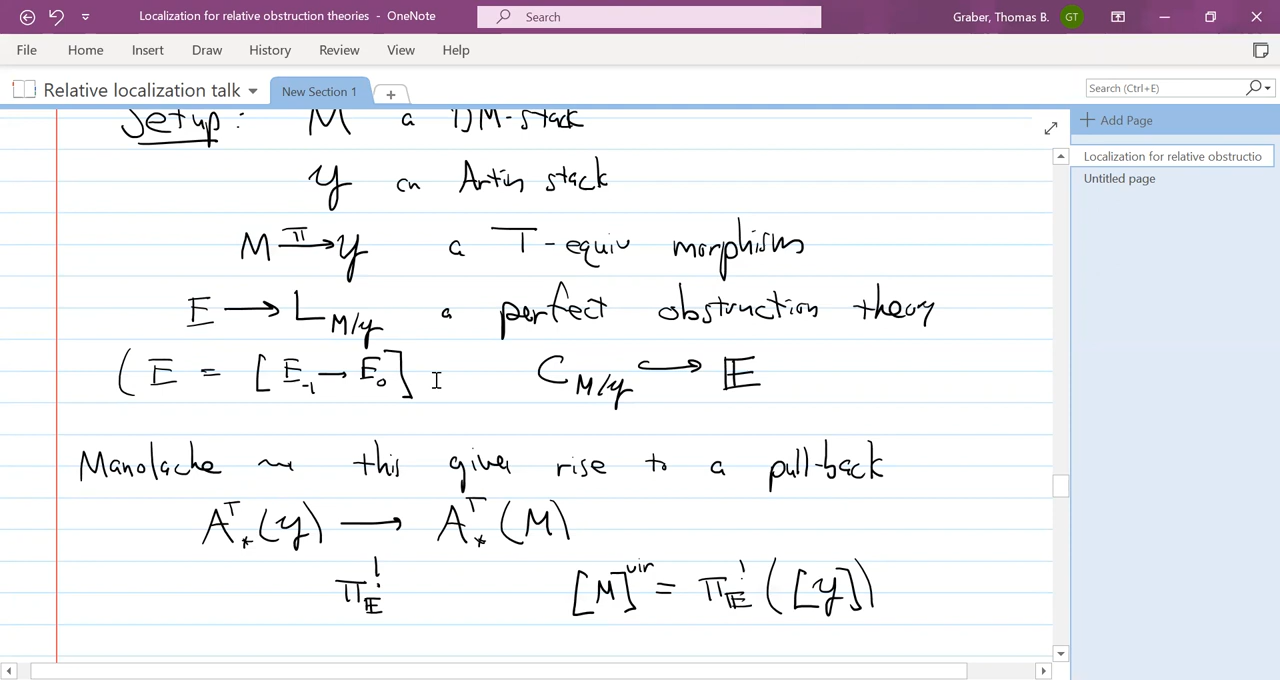 Localization for relative obstruction theories - OneNote
Search
Graber, Thomas B.
GT
File Home Insert Draw History Review View Help
Relative localization talk
New Section 1
+
Search (Ctrl+E)
+ Add Page
Localization for relative obstructio
Untitled page
Setup: M a DM-stack
Y an Artin stack
M →^π Y a T-equiv morphism
E → L_{M/Y} a perfect obstruction theory
(E = [E_{-1} → E_0] C_{M/Y} ↪ 𝔼
Manolache ⇝ this gives rise to a pull-back
A^T_*(Y) → A^T_*(M)
π^!_𝔼 [M]^{vir} = π^!_𝔼([Y])